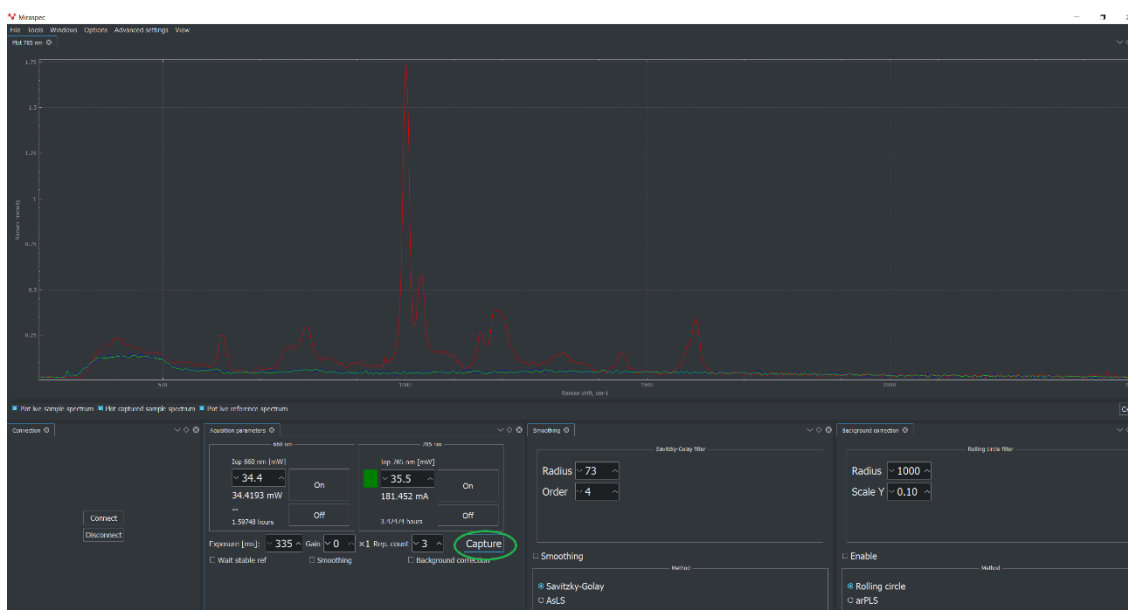 Miraspec
File Tools Windows Options Advanced settings View
Plot 785 nm
1.75
1.5
1.25
1
0.75
0.5
0.25
500 1000 1500 2000
Raman shift, cm-1
Plot live sample spectrum Plot captured sample spectrum Plot live reference spectrum
Connection Acquisition parameters Smoothing Background correction
660 nm 785 nm Savitzky-Golay filter Rolling circle filter
Iop 660 nm [mW] Iop 785 nm [mW]
34.4 On 35.5 On Radius 73 Radius 1000
34.4193 mW 181.452 mA Order 4 Scale Y 0.10
--
1.59748 hours Off 3.42474 hours Off
Connect
Disconnect
Exposure [ms]: 335 Gain 0 ×1 Rep. count 3 Capture
Wait stable ref Smoothing Background correction
Smoothing Enable
Method Method
Savitzky-Golay Rolling circle
AsLS arPLS